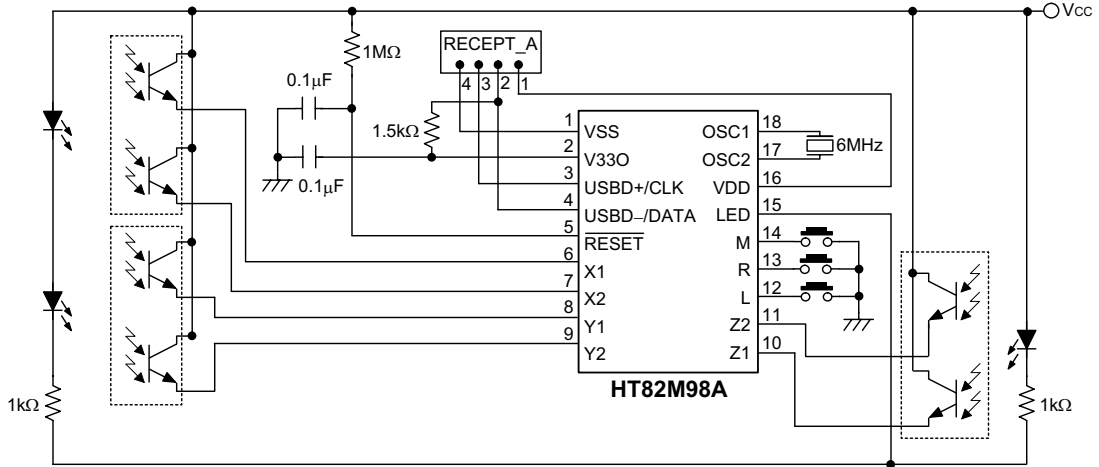 Vcc
1MΩ
RECEPT_A
4 3 2 1
0.1μF
1.5kΩ
0.1μF
1 VSS
2 V33O
3 USBD+/CLK
4 USBD−/DATA
5 RESET
6 X1
7 X2
8 Y1
9 Y2
18 OSC1
17 OSC2
16 VDD
15 LED
14 M
13 R
12 L
11 Z2
10 Z1
6MHz
HT82M98A
1kΩ
1kΩ